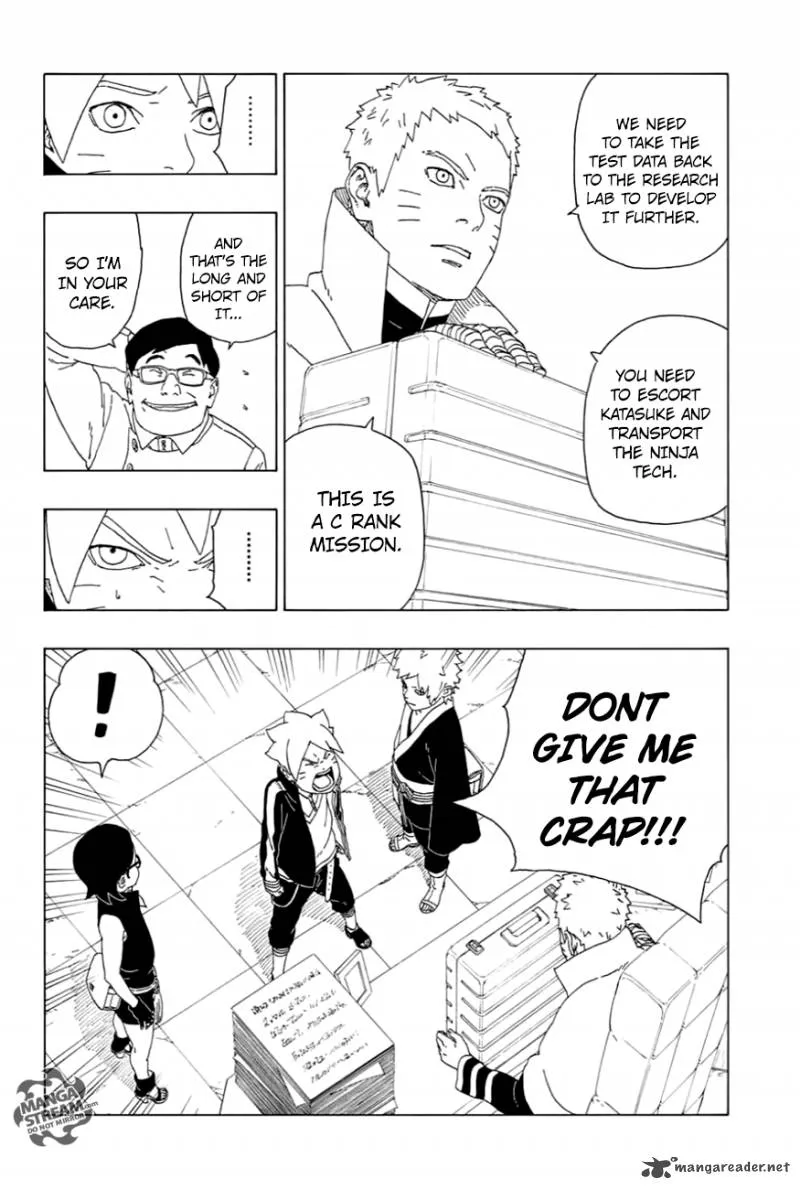 WE NEED
TO TAKE THE
TEST DATA BACK
TO THE RESEARCH
LAB TO DEVELOP
IT FURTHER.
YOU NEED
TO ESCORT
KATASUKE AND
TRANSPORT
THE NINJA
TECH.
THIS IS
A C RANK
MISSION.
.........
AND
THAT'S THE
LONG AND
SHORT OF
IT...
SO I'M
IN YOUR
CARE.
.........
DONT
GIVE ME
THAT
CRAP!!!
!
MANGA
STREAM.COM
DO NOT MIRROR
mangareader.net